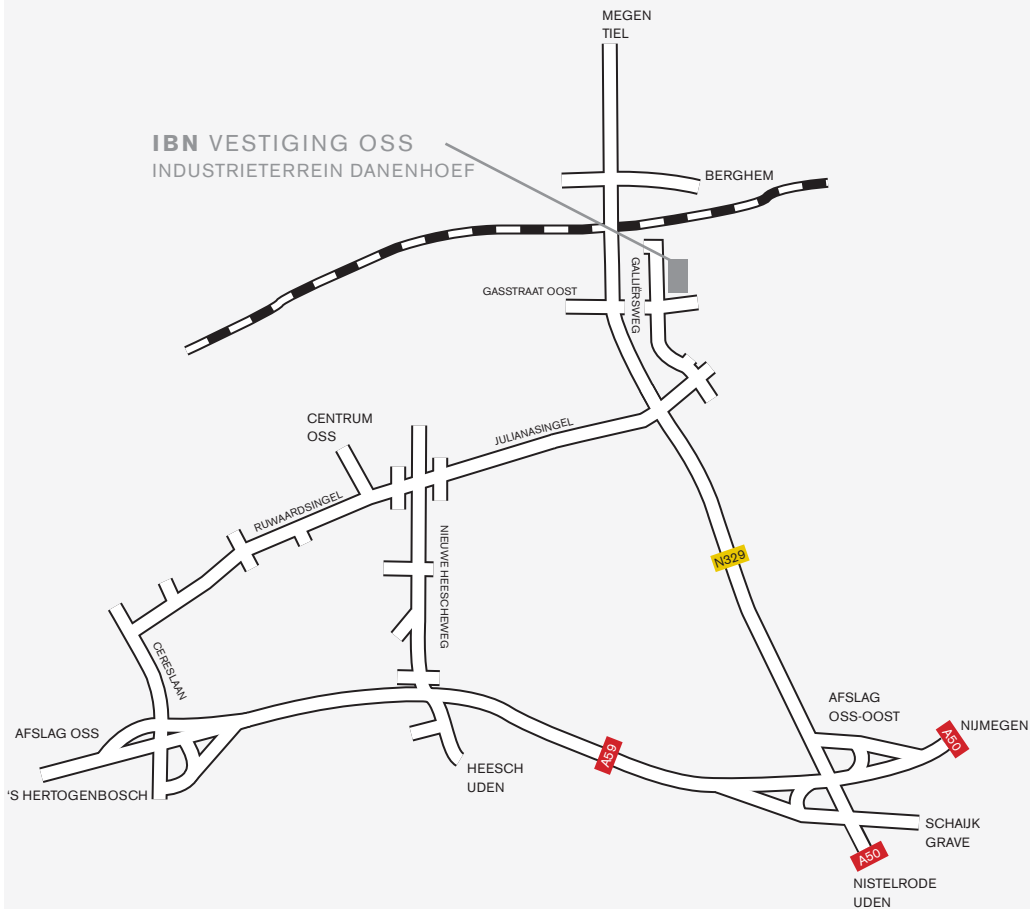 MEGEN
TIEL
IBN VESTIGING OSS
INDUSTRIETERREIN DANENHOEF
BERGHEM
GALLIËRSWEG
GASSTRAAT OOST
CENTRUM
OSS
JULIANASINGEL
RUWAARDSINGEL
NIEUWE HEESCHEWEG
N329
CERESLAAN
AFSLAG
OSS-OOST
NIJMEGEN
A50
AFSLAG OSS
A59
HEESCH
UDEN
'S HERTOGENBOSCH
SCHAIJK
GRAVE
A50
NISTELRODE
UDEN